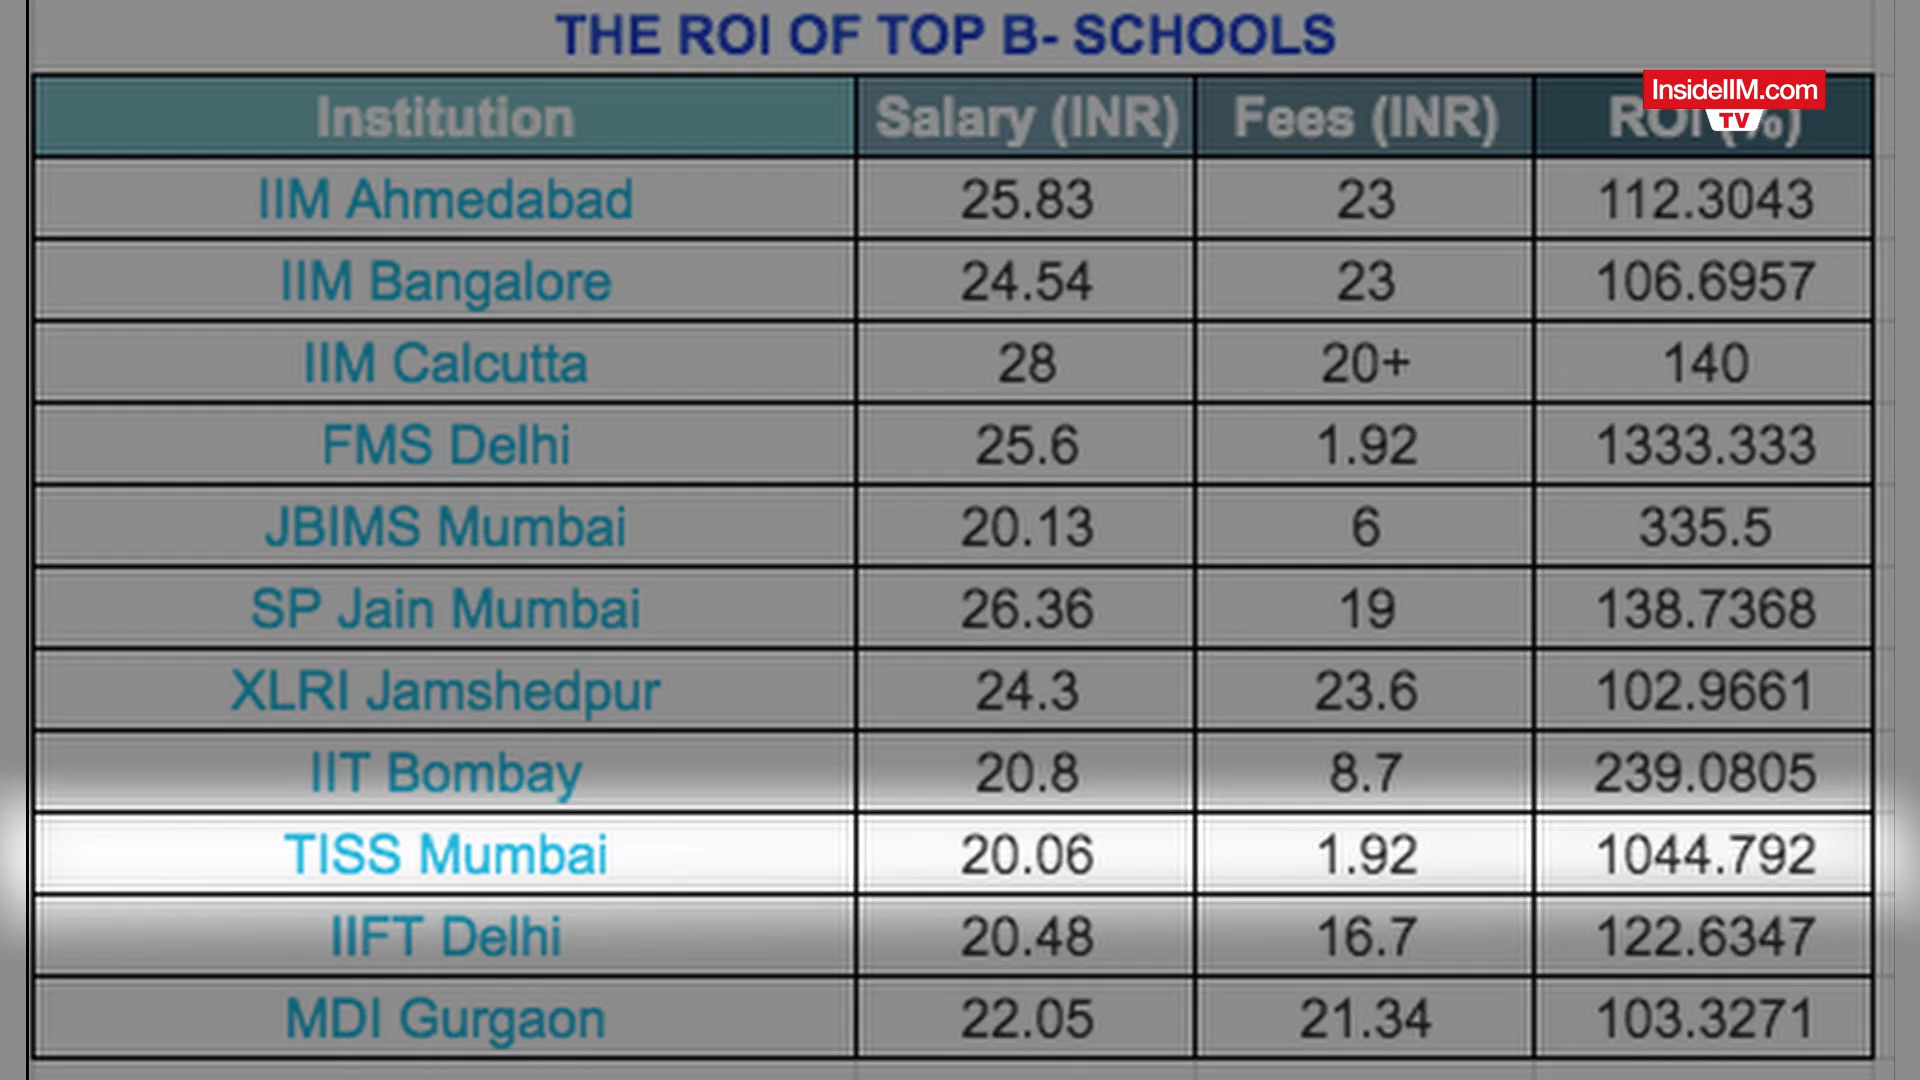 THE ROI OF TOP B- SCHOOLS
InsideIIM.com
TV
Institution Salary (INR) Fees (INR) ROI (%)
IIM Ahmedabad 25.83 23 112.3043
IIM Bangalore 24.54 23 106.6957
IIM Calcutta 28 20+ 140
FMS Delhi 25.6 1.92 1333.333
JBIMS Mumbai 20.13 6 335.5
SP Jain Mumbai 26.36 19 138.7368
XLRI Jamshedpur 24.3 23.6 102.9661
IIT Bombay 20.8 8.7 239.0805
TISS Mumbai 20.06 1.92 1044.792
IIFT Delhi 20.48 16.7 122.6347
MDI Gurgaon 22.05 21.34 103.3271